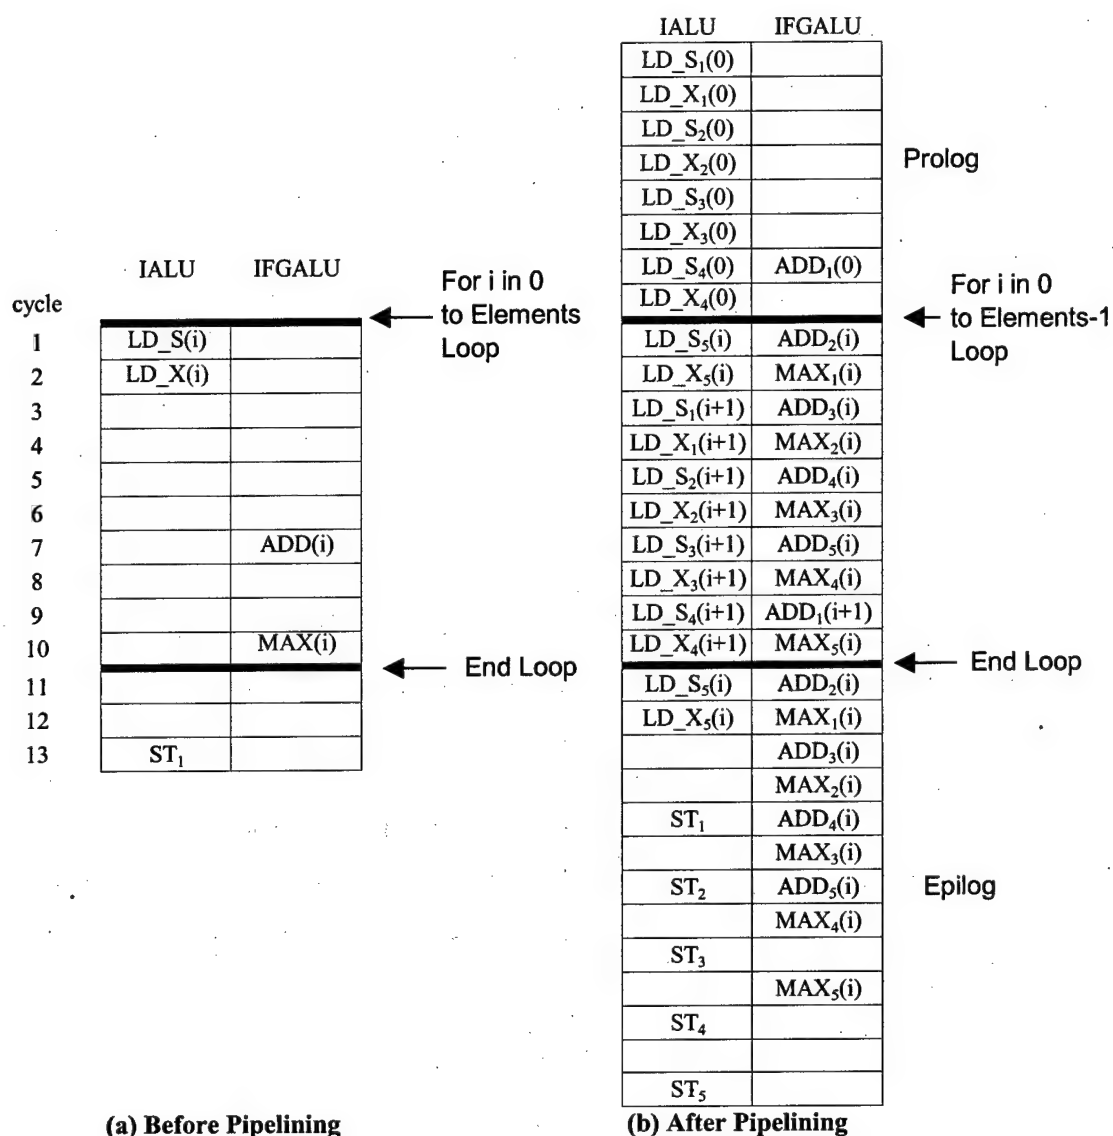 IALU IFGALU
cycle
For i in 0
to Elements
Loop
1 LD_S(i)
2 LD_X(i)
3
4
5
6
7 ADD(i)
8
9
10 MAX(i)
End Loop
11
12
13 ST₁
(a) Before Pipelining
IALU IFGALU
LD_S₁(0)
LD_X₁(0)
LD_S₂(0)
LD_X₂(0)
Prolog
LD_S₃(0)
LD_X₃(0)
LD_S₄(0) ADD₁(0)
LD_X₄(0)
For i in 0
to Elements-1
Loop
LD_S₅(i) ADD₂(i)
LD_X₅(i) MAX₁(i)
LD_S₁(i+1) ADD₃(i)
LD_X₁(i+1) MAX₂(i)
LD_S₂(i+1) ADD₄(i)
LD_X₂(i+1) MAX₃(i)
LD_S₃(i+1) ADD₅(i)
LD_X₃(i+1) MAX₄(i)
LD_S₄(i+1) ADD₁(i+1)
LD_X₄(i+1) MAX₅(i)
End Loop
LD_S₅(i) ADD₂(i)
LD_X₅(i) MAX₁(i)
ADD₃(i)
MAX₂(i)
ST₁ ADD₄(i)
MAX₃(i)
ST₂ ADD₅(i)
Epilog
MAX₄(i)
ST₃
MAX₅(i)
ST₄
ST₅
(b) After Pipelining